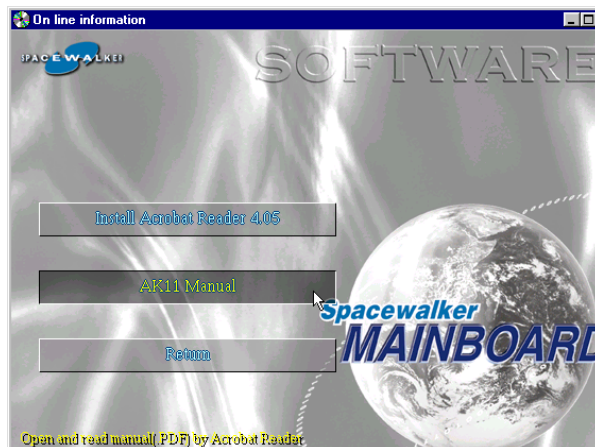 On line information
SPACEWALKER
SOFTWARE
Install Acrobat Reader 4.05
AK11 Manual
Spacewalker
MAINBOARD
Return
Open and read manual(.PDF) by Acrobat Reader